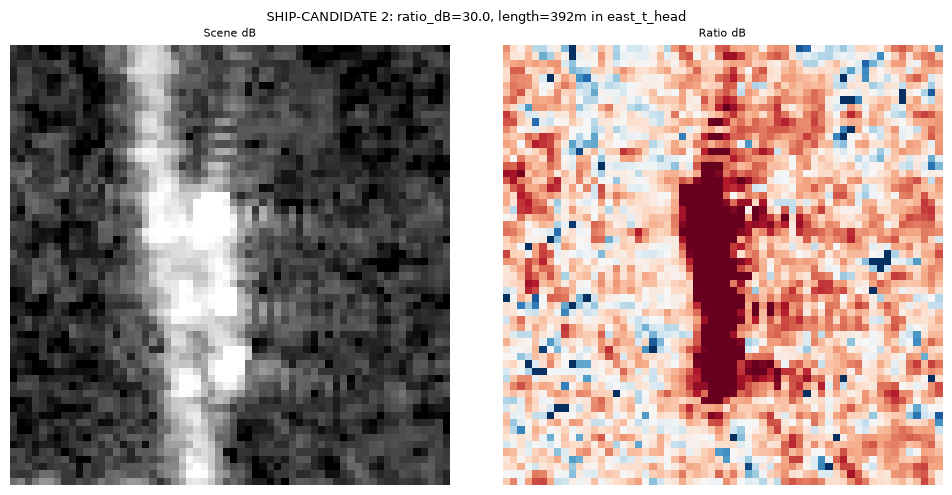 SHIP-CANDIDATE 2: ratio_dB=30.0, length=392m in east_t_head
Scene dB
Ratio dB